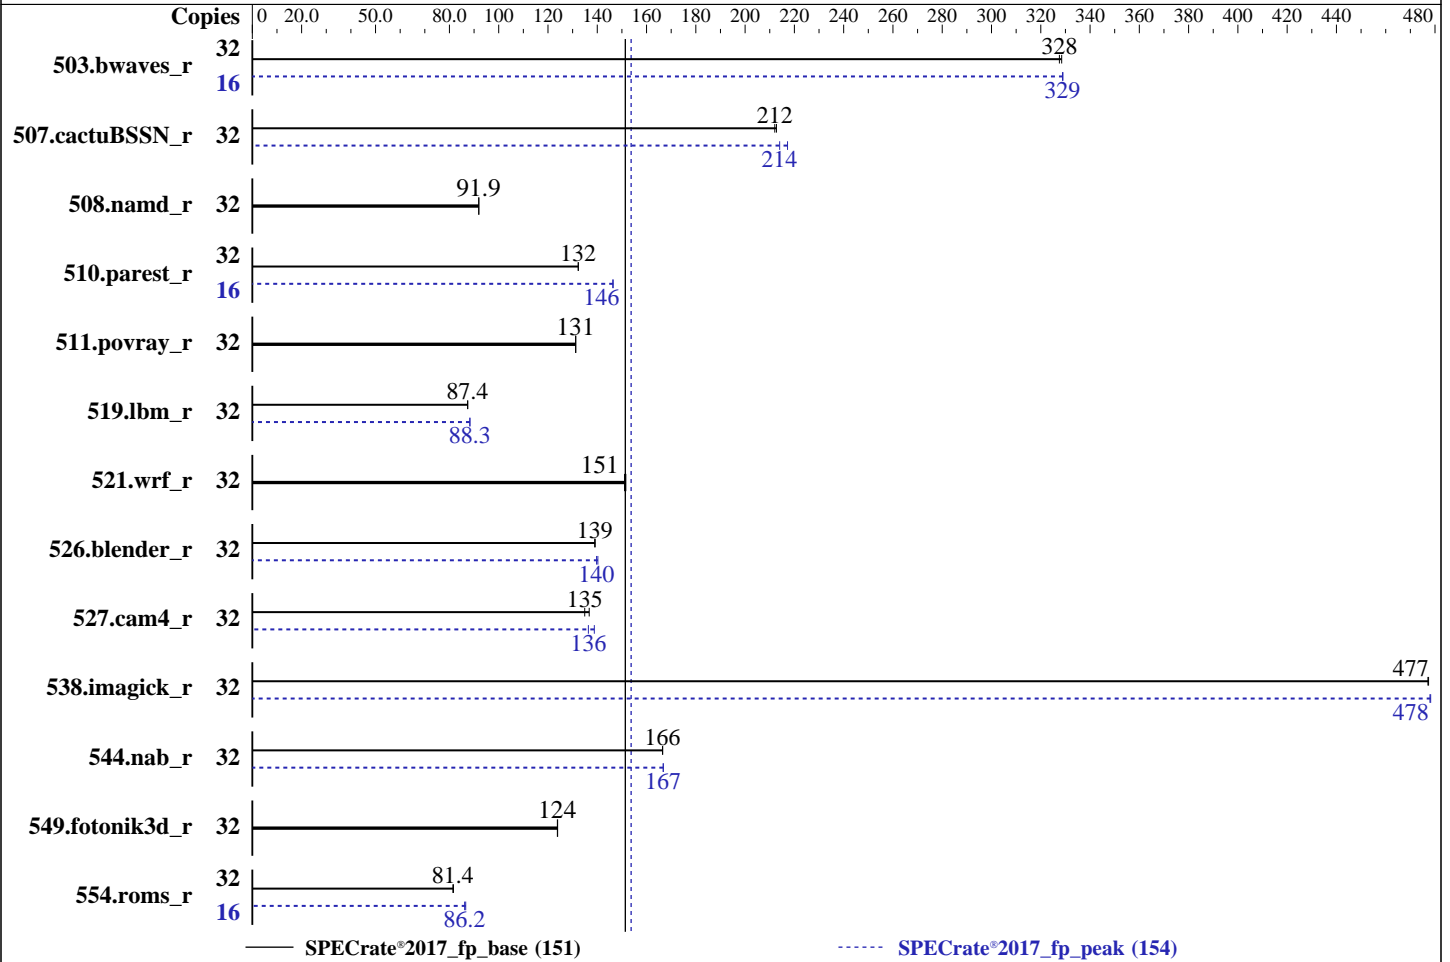 Copies 0 20.0 50.0 80.0 100 120 140 160 180 200 220 240 260 280 300 320 340 360 380 400 420 440 480
503.bwaves_r 32 328
16 329
507.cactuBSSN_r 32 212
214
508.namd_r 32 91.9
510.parest_r 32 132
16 146
511.povray_r 32 131
519.lbm_r 32 87.4
88.3
521.wrf_r 32 151
526.blender_r 32 139
140
527.cam4_r 32 135
136
538.imagick_r 32 477
478
544.nab_r 32 166
167
549.fotonik3d_r 32 124
554.roms_r 32 81.4
16 86.2
SPECrate®2017_fp_base (151) SPECrate®2017_fp_peak (154)